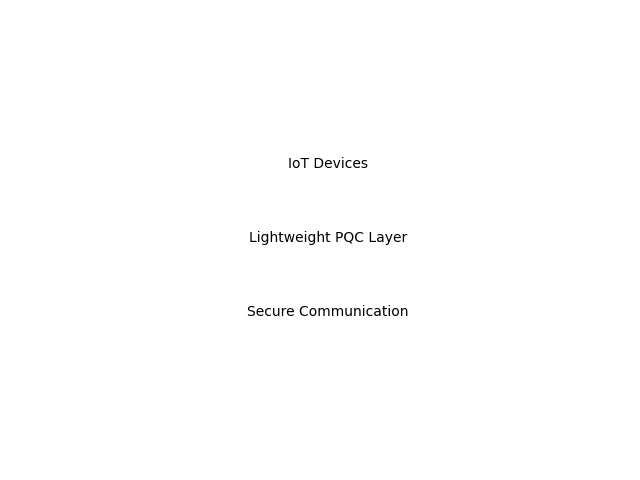 IoT Devices
Lightweight PQC Layer
Secure Communication